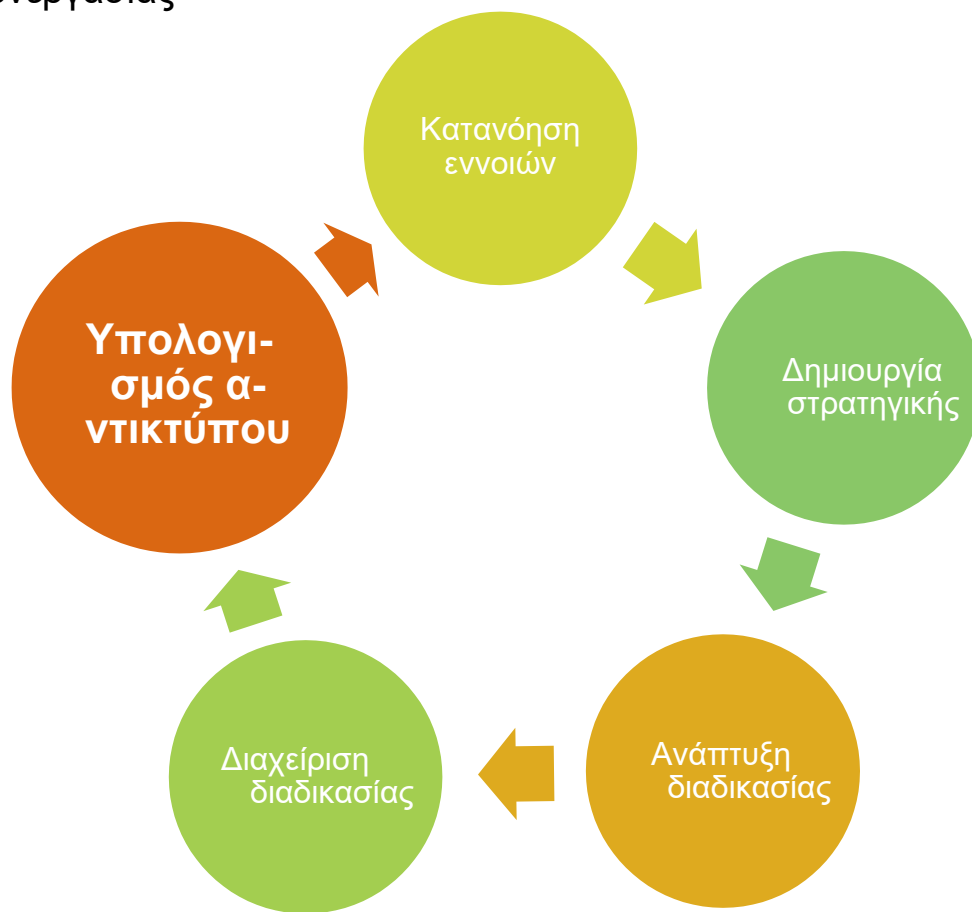 Κατανόηση
εννοιών
Υπολογι-
σμός α-
ντικτύπου
Δημιουργία
στρατηγικής
Διαχείριση
διαδικασίας
Ανάπτυξη
διαδικασίας